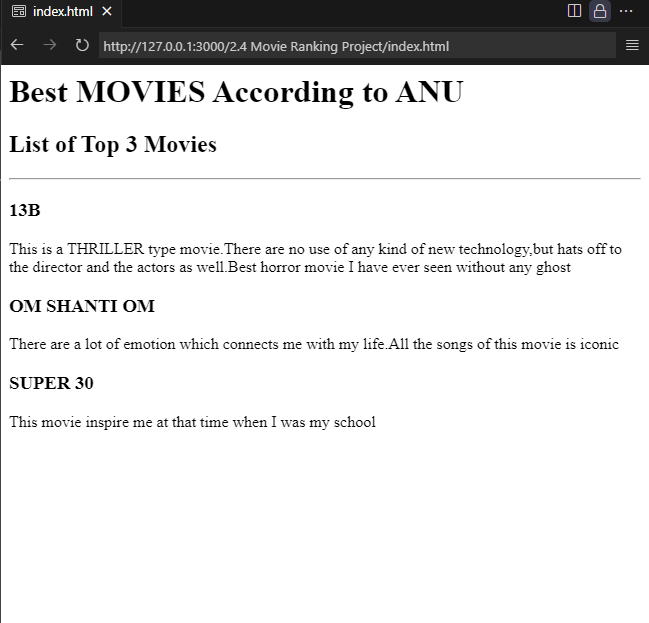 index.html
http://127.0.0.1:3000/2.4 Movie Ranking Project/index.html
Best MOVIES According to ANU
List of Top 3 Movies
13B
This is a THRILLER type movie.There are no use of any kind of new technology,but hats off to
the director and the actors as well.Best horror movie I have ever seen without any ghost
OM SHANTI OM
There are a lot of emotion which connects me with my life.All the songs of this movie is iconic
SUPER 30
This movie inspire me at that time when I was my school